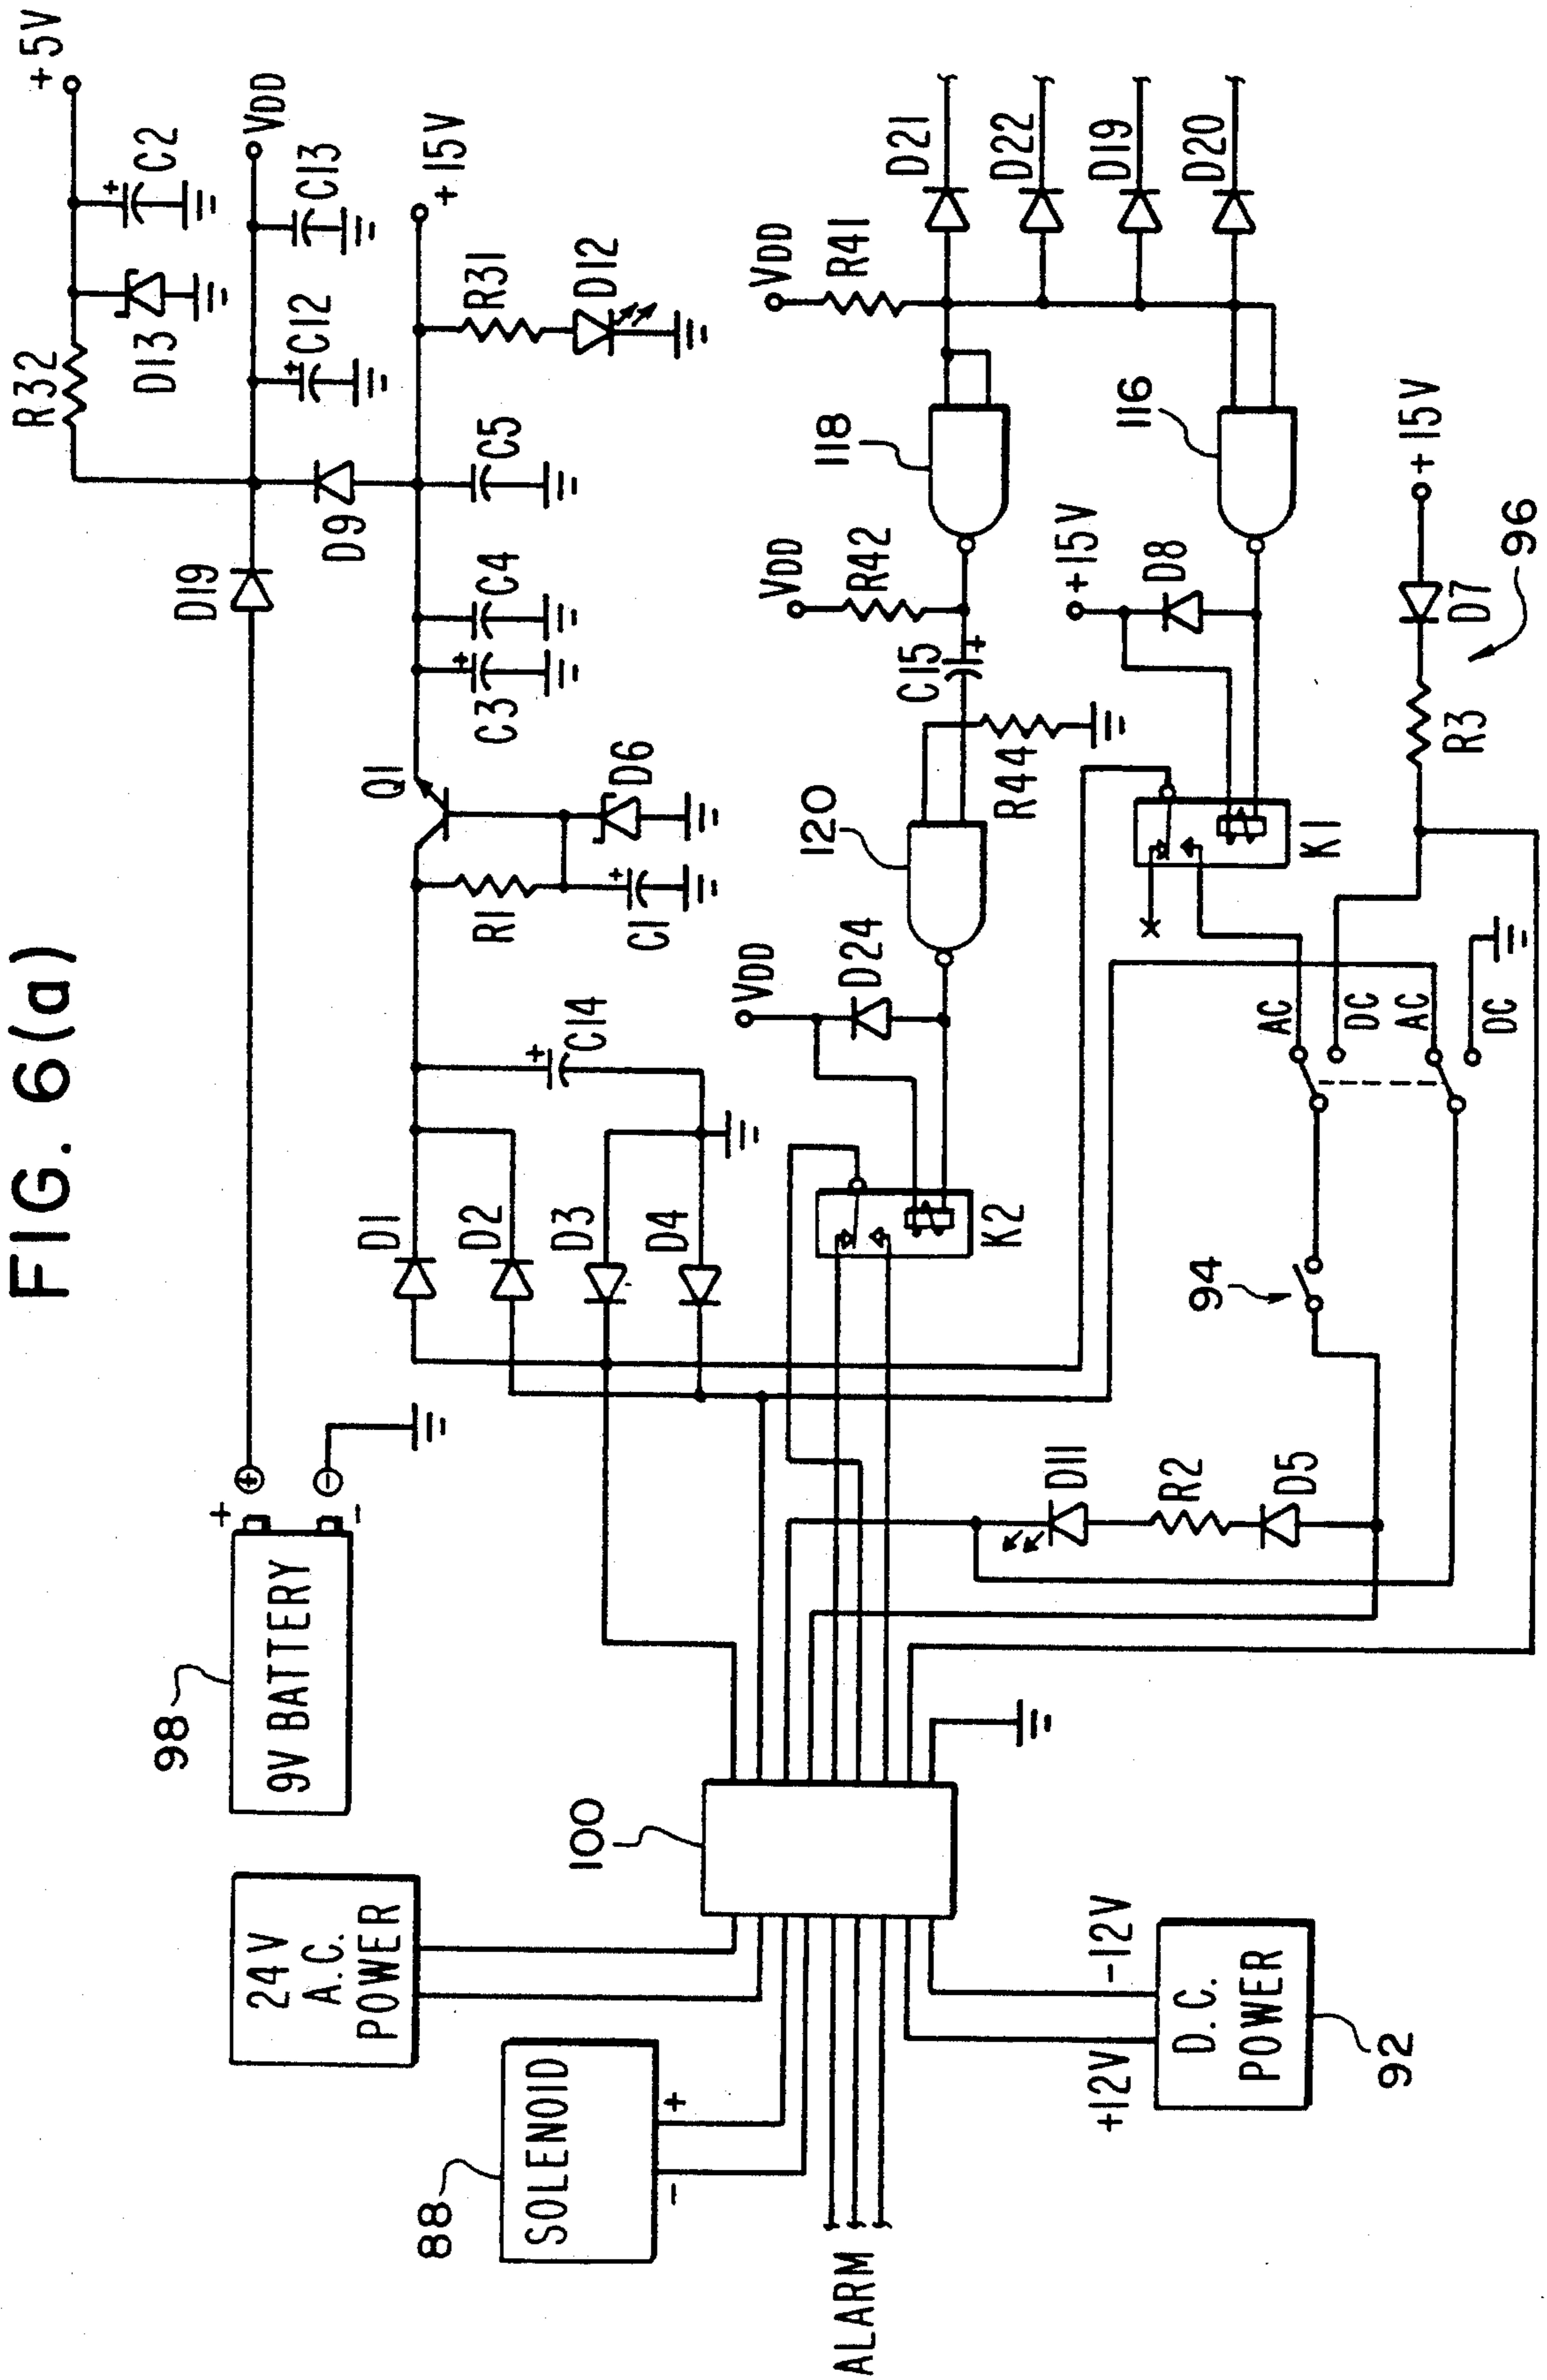 FIG. 6(a)
+5V
R32
D13
C2
+
VDD
C12
+
C13
D19
D9
+15V
R31
D12
C5
C4
C3
+
Q1
D6
R1
C1
+
C14
+
D1
D2
D3
D4
98
9V BATTERY
+
-
+
-
24V
A.C.
POWER
88
SOLENOID
+
-
100
ALARM
+12V
-12V
D.C.
POWER
92
K2
VDD
D24
120
R44
C15
+
VDD
R42
118
VDD
R41
D21
D22
D19
D20
116
+15V
D8
K1
+15V
D7
R3
96
AC
DC
AC
DC
94
D11
R2
D5